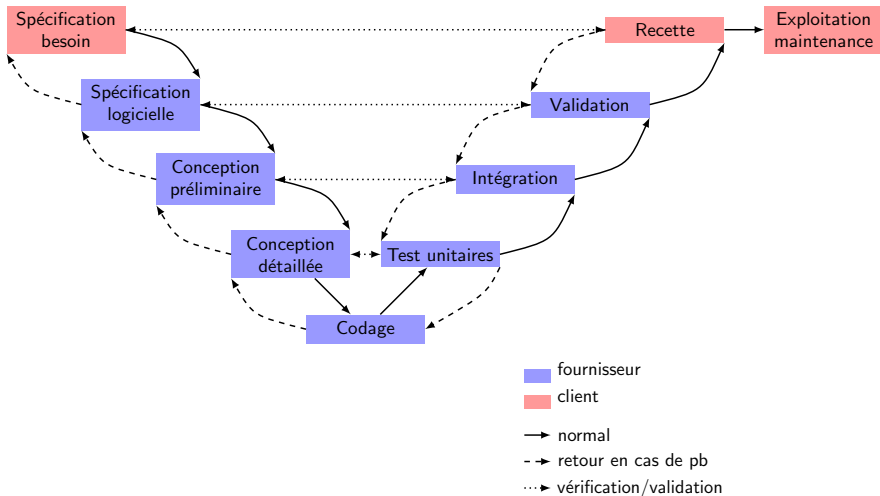 Spécification
besoin
Recette
Exploitation
maintenance
Spécification
logicielle
Validation
Conception
préliminaire
Intégration
Conception
détaillée
Test unitaires
Codage
fournisseur
client
normal
retour en cas de pb
vérification/validation